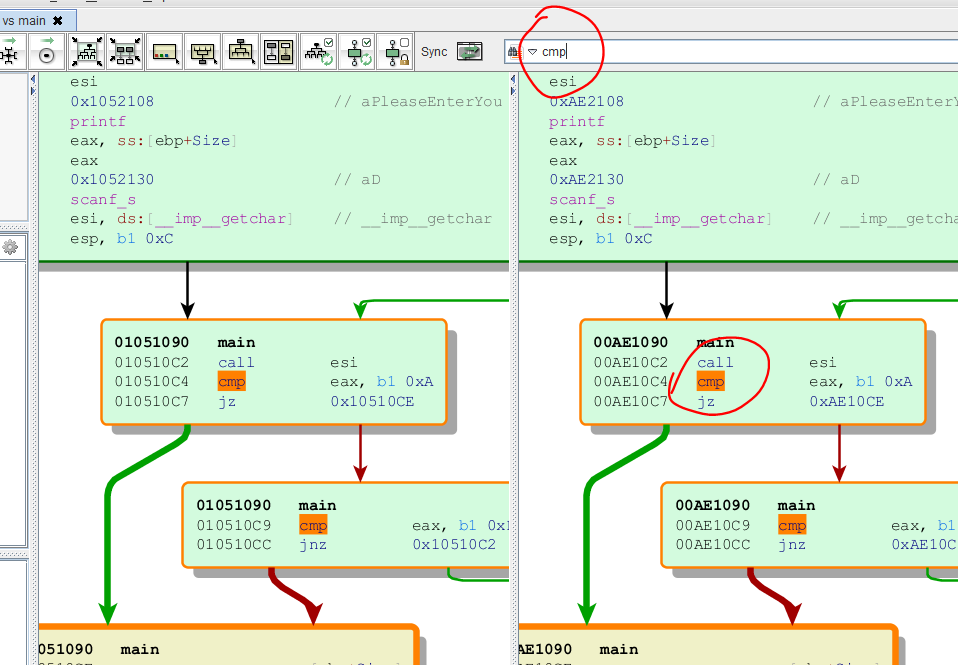 vs main ✖
Sync
cmp
esi
0x1052108 // aPleaseEnterYou
printf
eax, ss:[ebp+Size]
eax
0x1052130 // aD
scanf_s
esi, ds:[__imp__getchar] // __imp__getchar
esp, b1 0xC
01051090 main
010510C2 call esi
010510C4 cmp eax, b1 0xA
010510C7 jz 0x10510CE
01051090 main
010510C9 cmp eax, b1 0x
010510CC jnz 0x10510C2
051090 main
esi
0xAE2108 // aPleaseEnterYou
printf
eax, ss:[ebp+Size]
eax
0xAE2130 // aD
scanf_s
esi, ds:[__imp__getchar] // __imp__getcha
esp, b1 0xC
00AE1090 main
00AE10C2 call esi
00AE10C4 cmp eax, b1 0xA
00AE10C7 jz 0xAE10CE
00AE1090 main
00AE10C9 cmp eax, b1
00AE10CC jnz 0xAE10C
AE1090 main